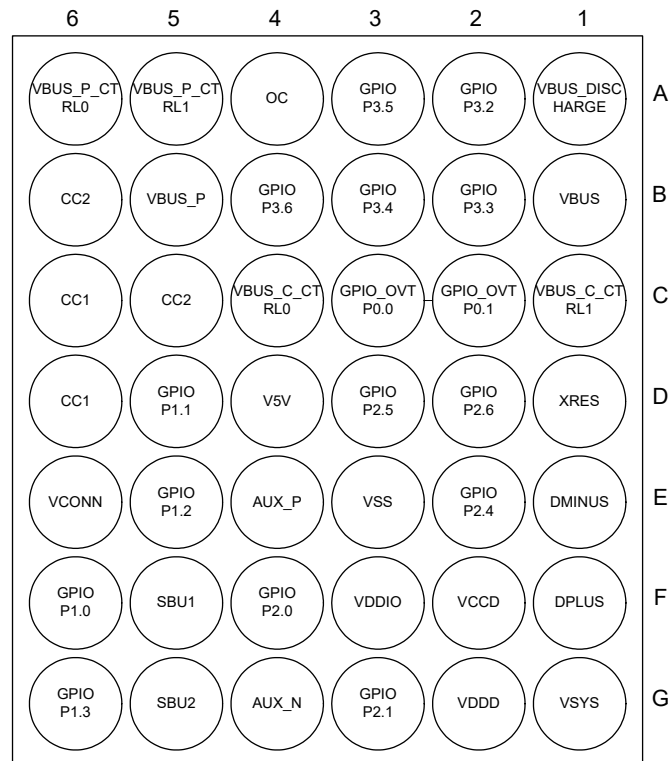 6 5 4 3 2 1
VBUS_P_CT
RL0
VBUS_P_CT
RL1
OC
GPIO
P3.5
GPIO
P3.2
VBUS_DISC
HARGE
A
CC2
VBUS_P
GPIO
P3.6
GPIO
P3.4
GPIO
P3.3
VBUS
B
CC1
CC2
VBUS_C_CT
RL0
GPIO_OVT
P0.0
GPIO_OVT
P0.1
VBUS_C_CT
RL1
C
CC1
GPIO
P1.1
V5V
GPIO
P2.5
GPIO
P2.6
XRES
D
VCONN
GPIO
P1.2
AUX_P
VSS
GPIO
P2.4
DMINUS
E
GPIO
P1.0
SBU1
GPIO
P2.0
VDDIO
VCCD
DPLUS
F
GPIO
P1.3
SBU2
AUX_N
GPIO
P2.1
VDDD
VSYS
G